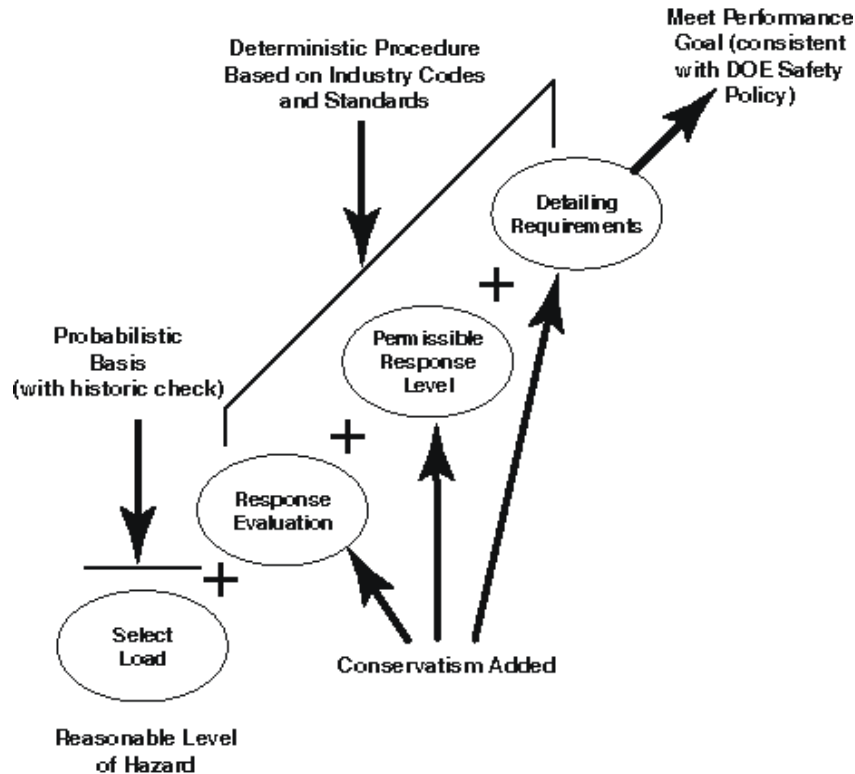 Meet Performance
Goal (consistent
with DOE Safety
Policy)
Deterministic Procedure
Based on Industry Codes
and Standards
Detailing
Requirements
+
Permissible
Response
Level
Probabilistic
Basis
(with historic check)
+
Response
Evaluation
+
Select
Load
Conservatism Added
Reasonable Level
of Hazard